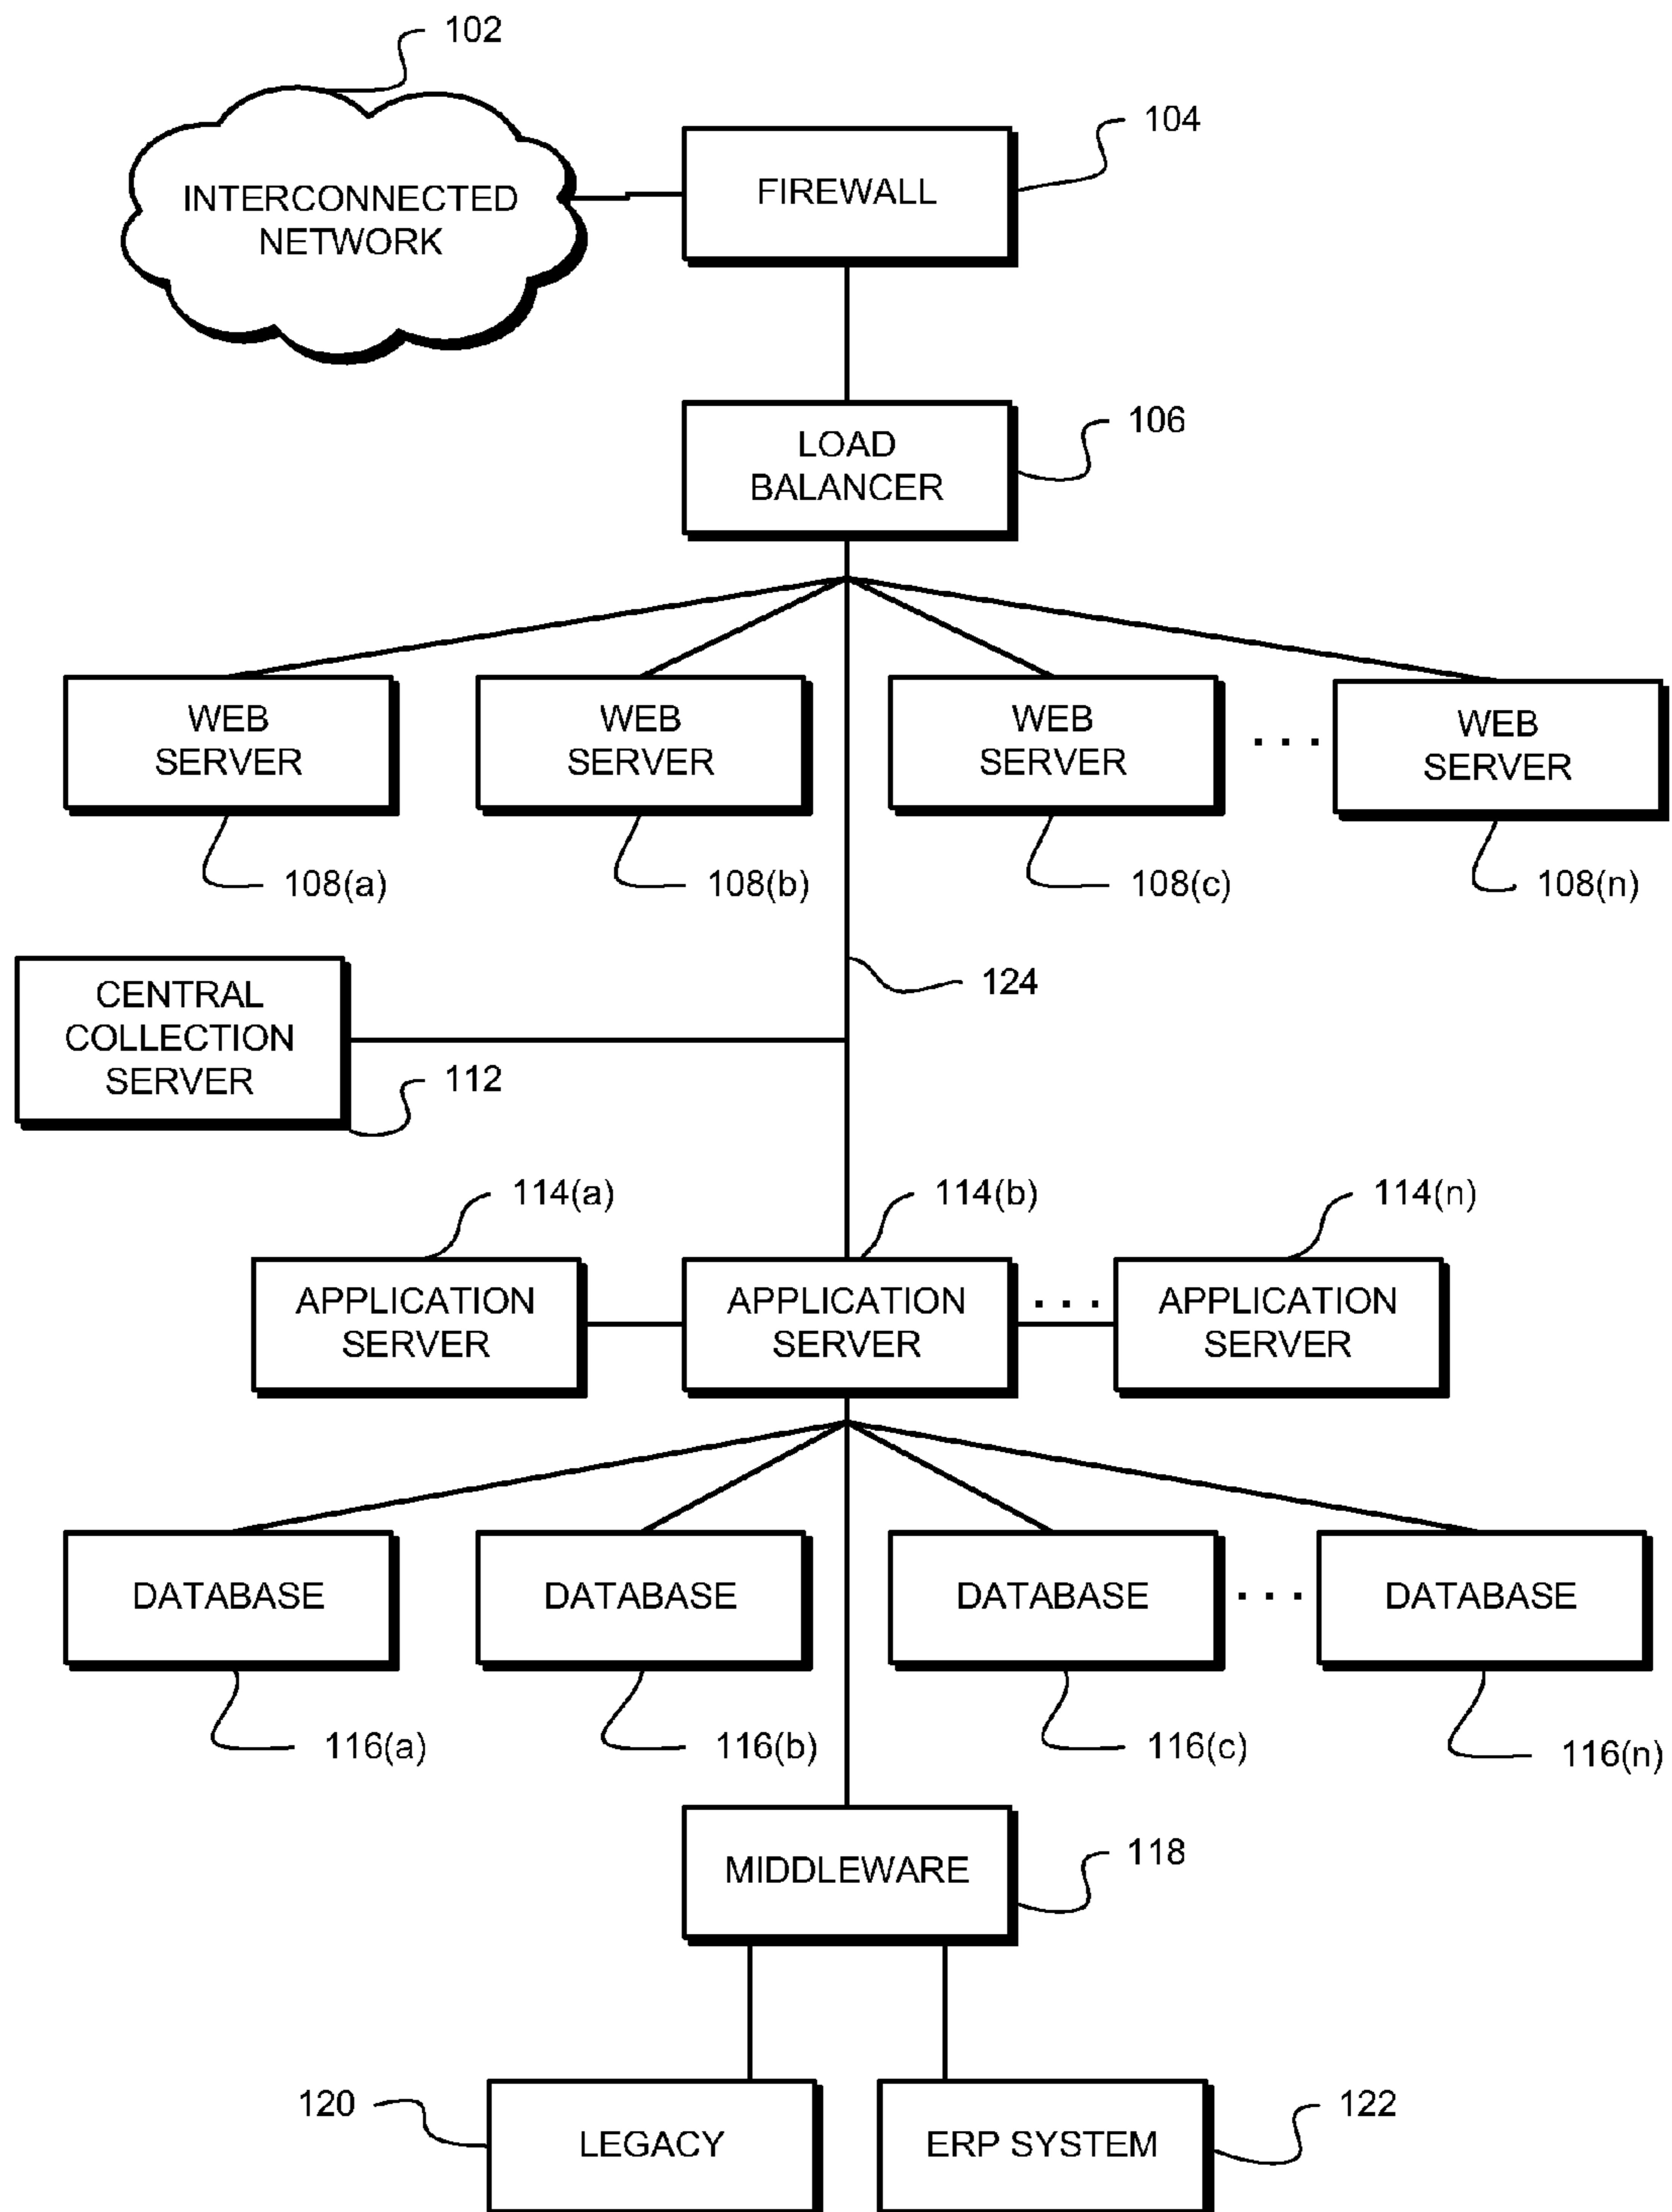 102
104
INTERCONNECTED
NETWORK
FIREWALL
106
LOAD
BALANCER
WEB
SERVER
WEB
SERVER
WEB
SERVER
. . .
WEB
SERVER
108(a)
108(b)
108(c)
108(n)
CENTRAL
COLLECTION
SERVER
124
112
114(a)
114(b)
114(n)
APPLICATION
SERVER
APPLICATION
SERVER
. . .
APPLICATION
SERVER
DATABASE
DATABASE
DATABASE
. . .
DATABASE
116(a)
116(b)
116(c)
116(n)
MIDDLEWARE
118
120
LEGACY
ERP SYSTEM
122